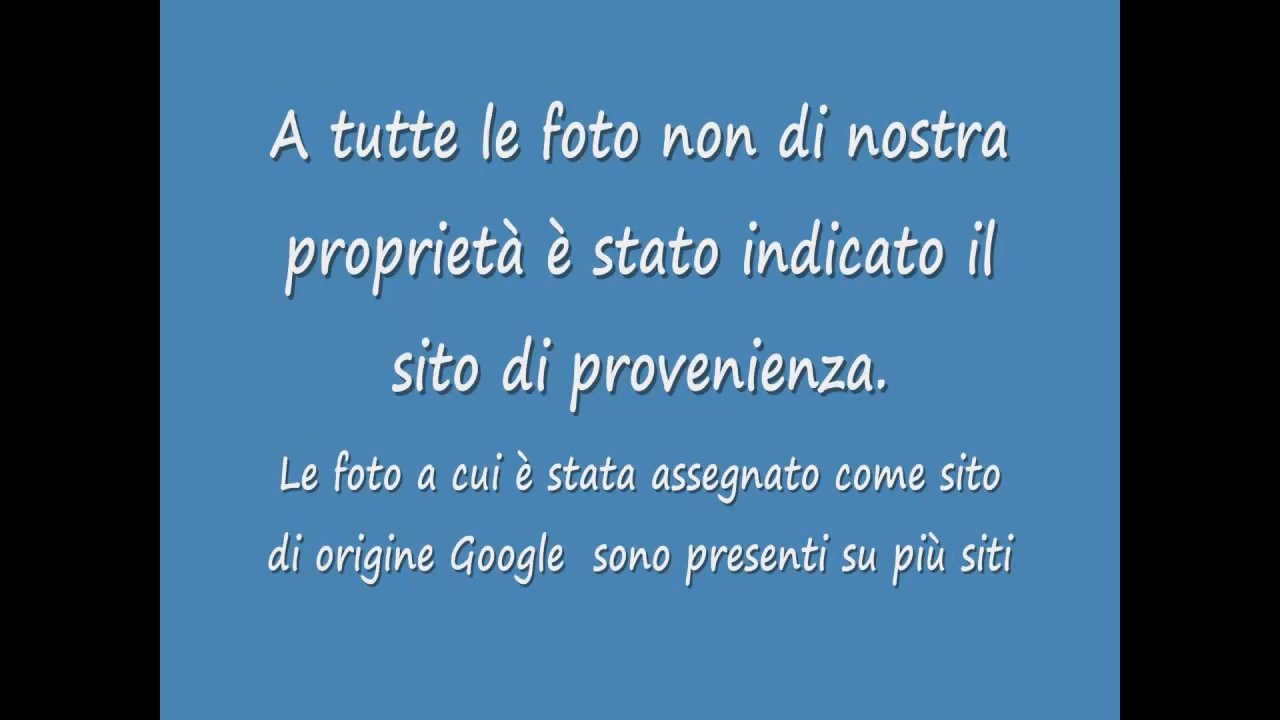 A tutte le foto non di nostra
proprietà è stato indicato il
sito di provenienza.
Le foto a cui è stata assegnato come sito
di origine Google sono presenti su più siti